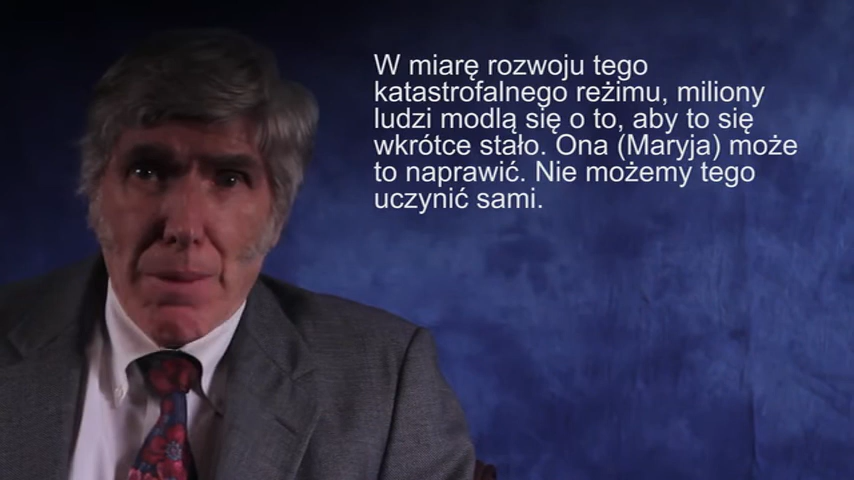 W miarę rozwoju tego
katastrofalnego reżimu, miliony
ludzi modlą się o to, aby to się
wkrótce stało. Ona (Maryja) może
to naprawić. Nie możemy tego
uczynić sami.